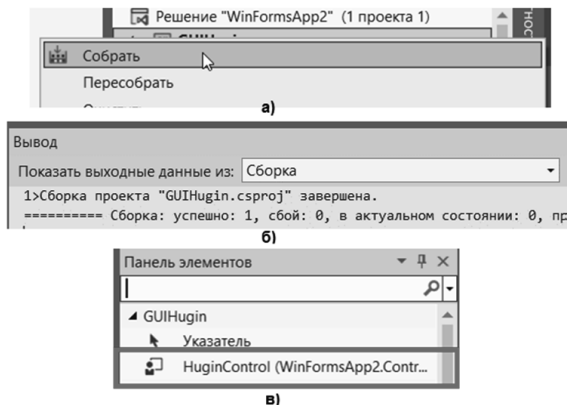 Решение "WinFormsApp2" (1 проекта 1)
GUIHugin
Собрать
Пересобрать
а)
Вывод
Показать выходные данные из: Сборка
1>Сборка проекта "GUIHugin.csproj" завершена.
========== Сборка: успешно: 1, сбой: 0, в актуальном состоянии: 0, пр
б)
Панель элементов
GUIHugin
Указатель
HuginControl (WinFormsApp2.Contr...
в)